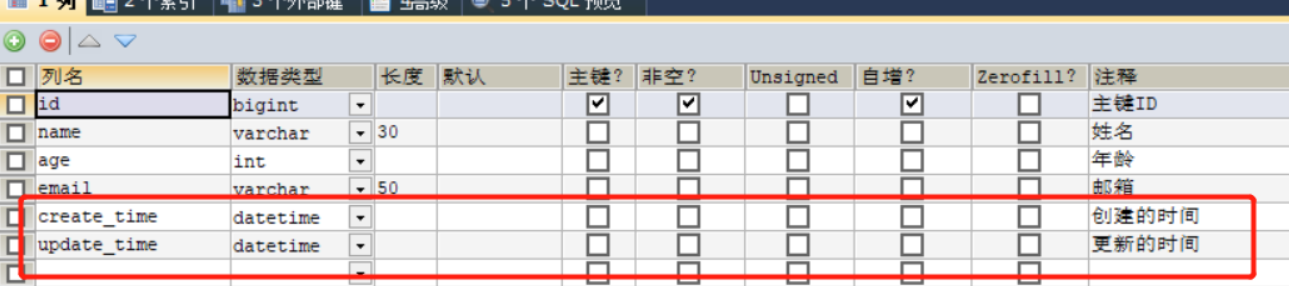 1 列 2 个索引 3 个外部键 高级 5 个 SQL 预览
列名 数据类型 长度 默认 主键? 非空? Unsigned 自增? Zerofill? 注释
id bigint 主键ID
name varchar 30 姓名
age int 年龄
email varchar 50 邮箱
create_time datetime 创建的时间
update_time datetime 更新的时间